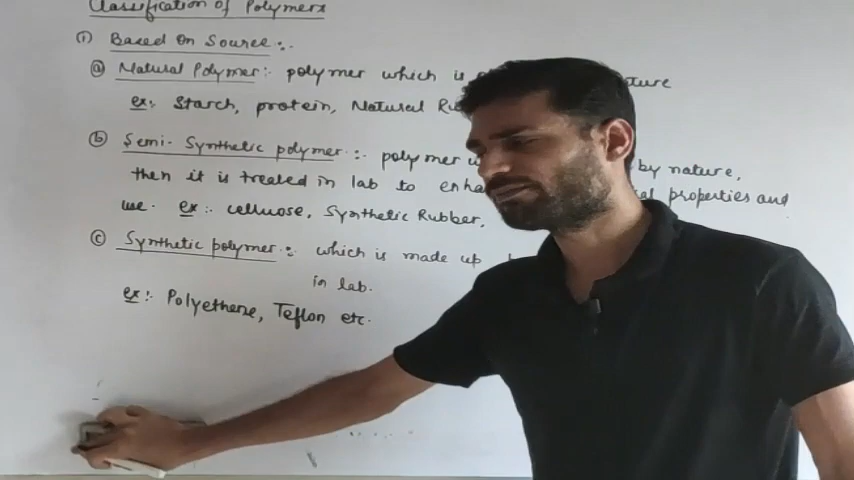 Classification of Polymers
(1) Based On Source:-
(a) Natural Polymer:- polymer which is ture
ex:- Starch, protein, Natural Ru
(b) Semi-Synthetic polymer:- polymer by nature,
then it is treated in lab to enha properties and
use. ex:- cellulose, Synthetic Rubber,
(c) Synthetic polymer:- which is made up
in lab.
ex:- Polyethene, Teflon etc.